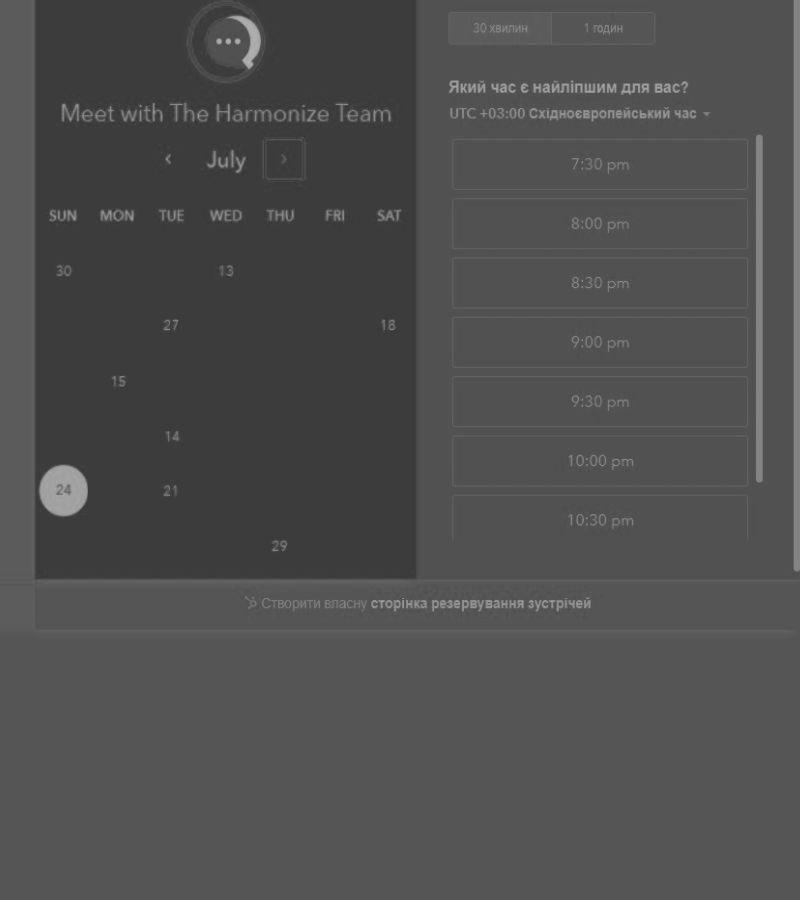 Meet with The Harmonize Team
July
SUN MON TUE WED THU FRI SAT
30 13
27 18
15
14
24 21
29
30 хвилин 1 годин
Який час є найліпшим для вас?
UTC +03:00 Східноєвропейський час
7:30 pm
8:00 pm
8:30 pm
9:00 pm
9:30 pm
10:00 pm
10:30 pm
Створити власну сторінка резервування зустрічей